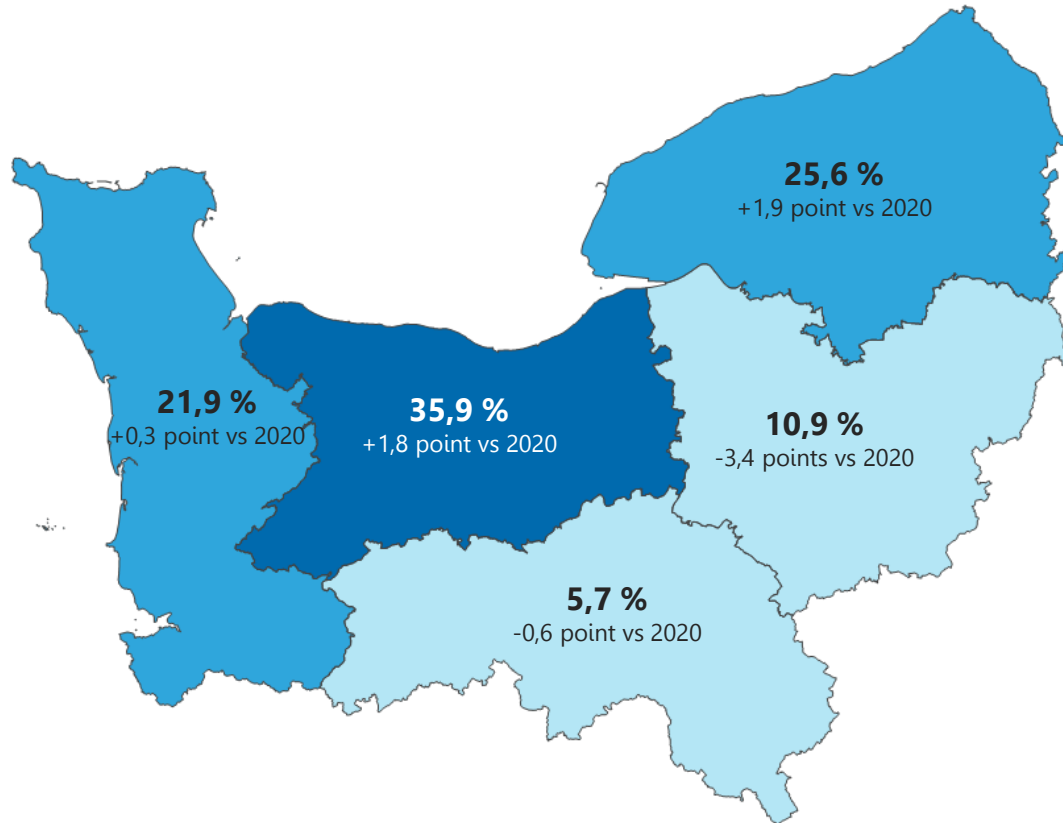 25,6 %
+1,9 point vs 2020
21,9 %
+0,3 point vs 2020
35,9 %
+1,8 point vs 2020
10,9 %
-3,4 points vs 2020
5,7 %
-0,6 point vs 2020